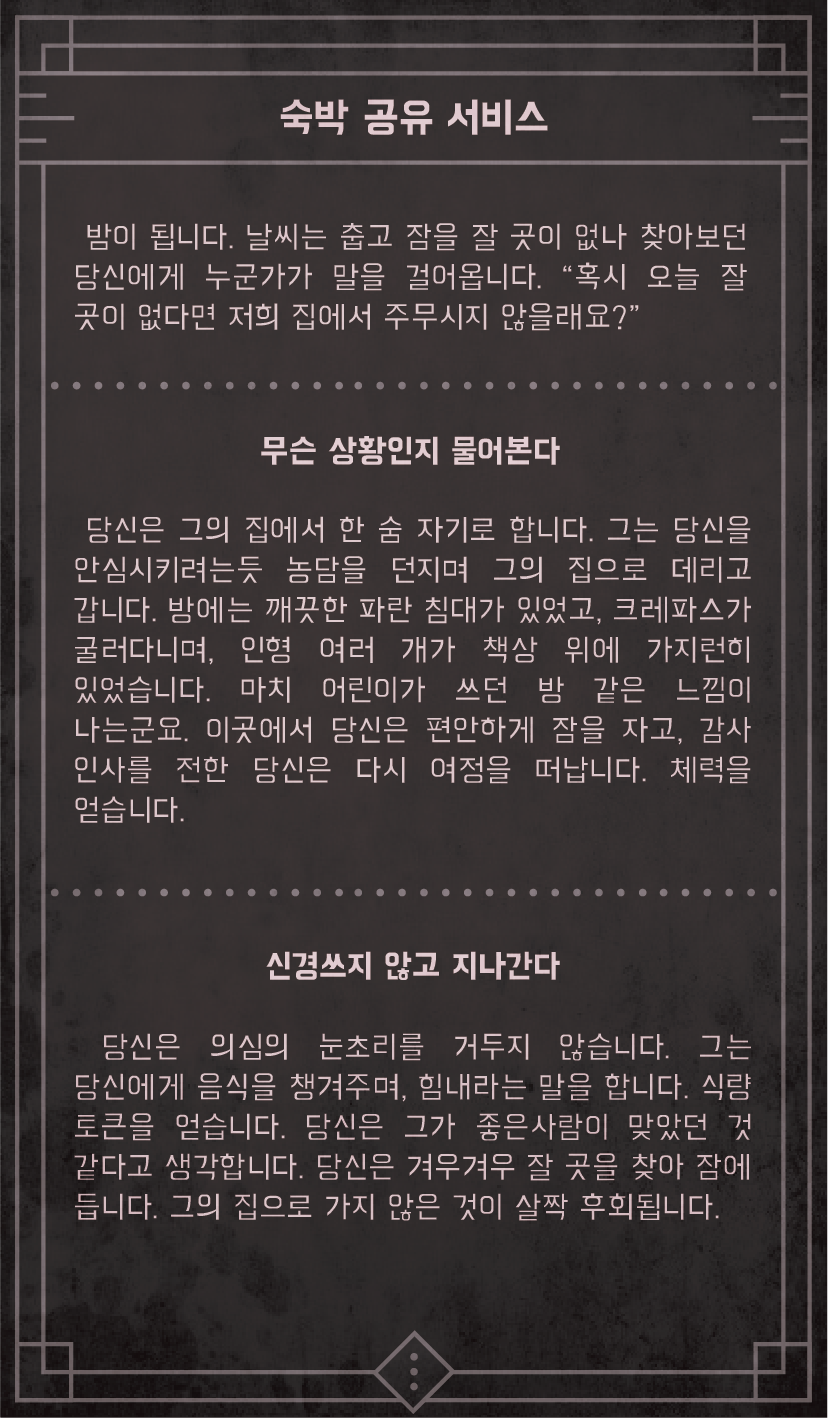 숙박 공유 서비스
밤이 됩니다. 날씨는 춥고 잠을 잘 곳이 없나 찾아보던
당신에게 누군가가 말을 걸어옵니다. “혹시 오늘 잘
곳이 없다면 저희 집에서 주무시지 않을래요?”
무슨 상황인지 물어본다
당신은 그의 집에서 한 숨 자기로 합니다. 그는 당신을
안심시키려는듯 농담을 던지며 그의 집으로 데리고
갑니다. 방에는 깨끗한 파란 침대가 있었고, 크레파스가
굴러다니며, 인형 여러 개가 책상 위에 가지런히
있었습니다. 마치 어린이가 쓰던 방 같은 느낌이
나는군요. 이곳에서 당신은 편안하게 잠을 자고, 감사
인사를 전한 당신은 다시 여정을 떠납니다. 체력을
얻습니다.
신경쓰지 않고 지나간다
당신은 의심의 눈초리를 거두지 않습니다. 그는
당신에게 음식을 챙겨주며, 힘내라는 말을 합니다. 식량
토큰을 얻습니다. 당신은 그가 좋은사람이 맞았던 것
같다고 생각합니다. 당신은 겨우겨우 잘 곳을 찾아 잠에
듭니다. 그의 집으로 가지 않은 것이 살짝 후회됩니다.